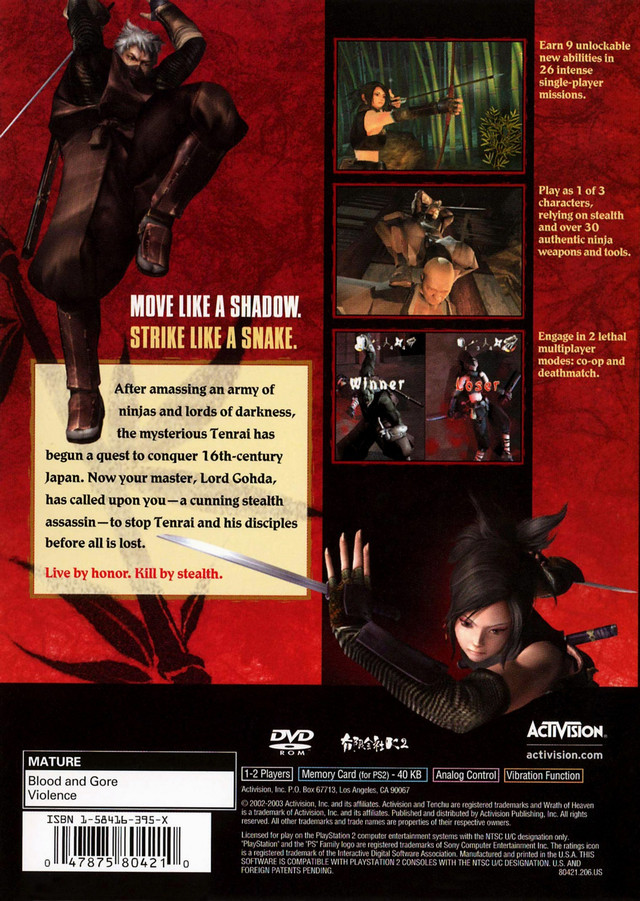 Earn 9 unlockable
new abilities in
26 intense
single-player
missions.
Play as 1 of 3
characters,
relying on stealth
and over 30
authentic ninja
weapons and tools.
MOVE LIKE A SHADOW.
STRIKE LIKE A SNAKE.
Engage in 2 lethal
multiplayer
modes: co-op and
deathmatch.
Winner
Loser
After amassing an army of
ninjas and lords of darkness,
the mysterious Tenrai has
begun a quest to conquer 16th-century
Japan. Now your master, Lord Gohda,
has called upon you—a cunning stealth
assassin—to stop Tenrai and his disciples
before all is lost.
Live by honor. Kill by stealth.
DVD
ROM
ACTIVISION.
activision.com
MATURE
Blood and Gore
Violence
1-2 Players
Memory Card (for PS2) - 40 KB
Analog Control
Vibration Function
Activision, Inc. P.O. Box 67713, Los Angeles, CA 90067
© 2002-2003 Activision, Inc. and its affiliates. Activision and Tenchu are registered trademarks and Wrath of Heaven
is a trademark of Activision, Inc. and its affiliates. Published and distributed by Activision Publishing, Inc. All rights
reserved. All other trademarks and trade names are properties of their respective owners.
Licensed for play on the PlayStation 2 computer entertainment systems with the NTSC U/C designation only.
"PlayStation" and the "PS" Family logo are registered trademarks of Sony Computer Entertainment Inc. The ratings icon
is a registered trademark of the Interactive Digital Software Association. Manufactured and printed in the U.S.A. THIS
SOFTWARE IS COMPATIBLE WITH PLAYSTATION 2 CONSOLES WITH THE NTSC U/C DESIGNATION. U.S. AND
FOREIGN PATENTS PENDING.
80421.206.US
ISBN 1-58416-395-X
0 47875 80421 0